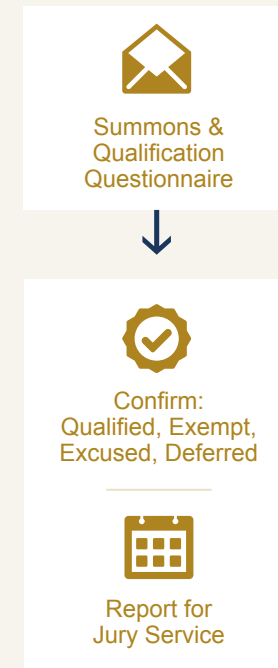 Summons &
Qualification
Questionnaire
Confirm:
Qualified, Exempt,
Excused, Deferred
Report for
Jury Service